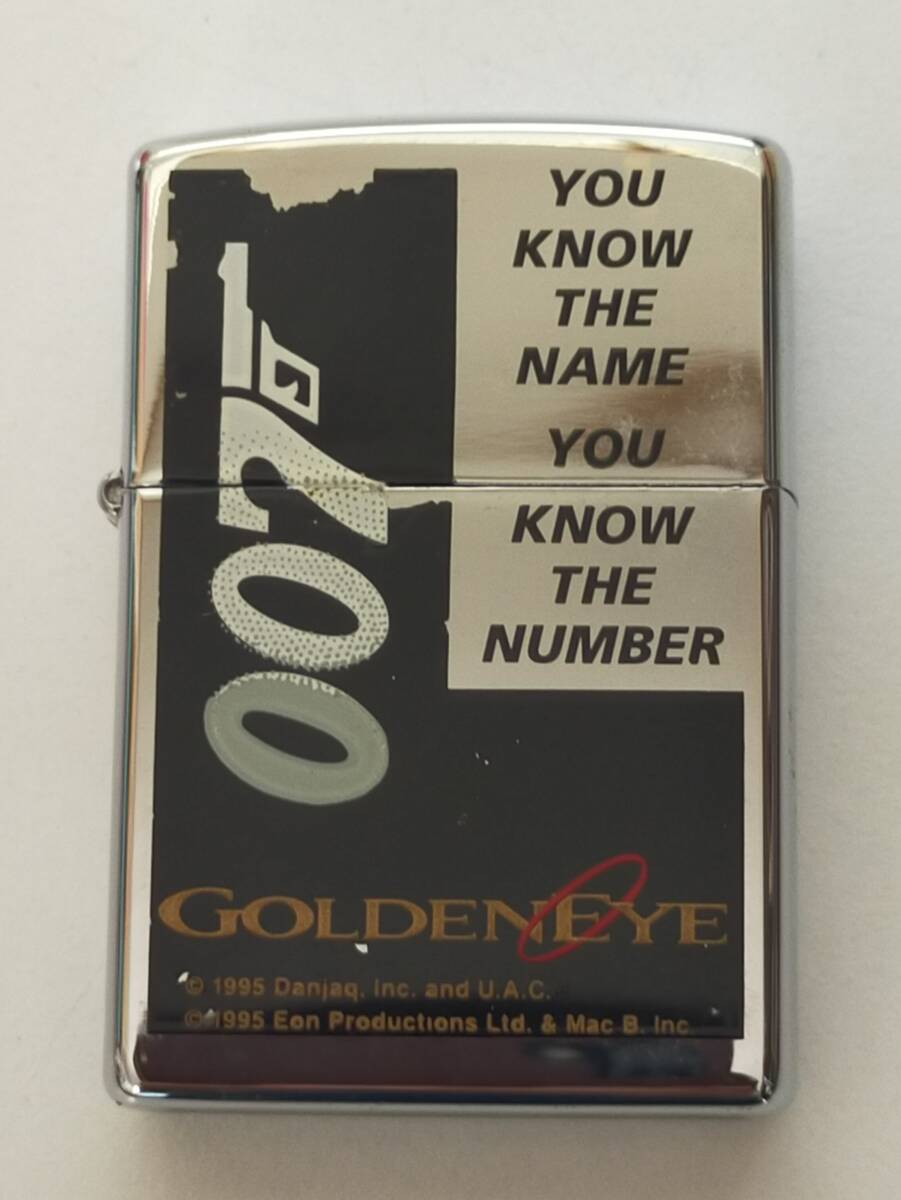 YOU
KNOW
THE
NAME
YOU
KNOW
THE
NUMBER
007
GOLDENEYE
© 1995 Danjaq, Inc. and U.A.C.
© 1995 Eon Productions Ltd. & Mac B. Inc